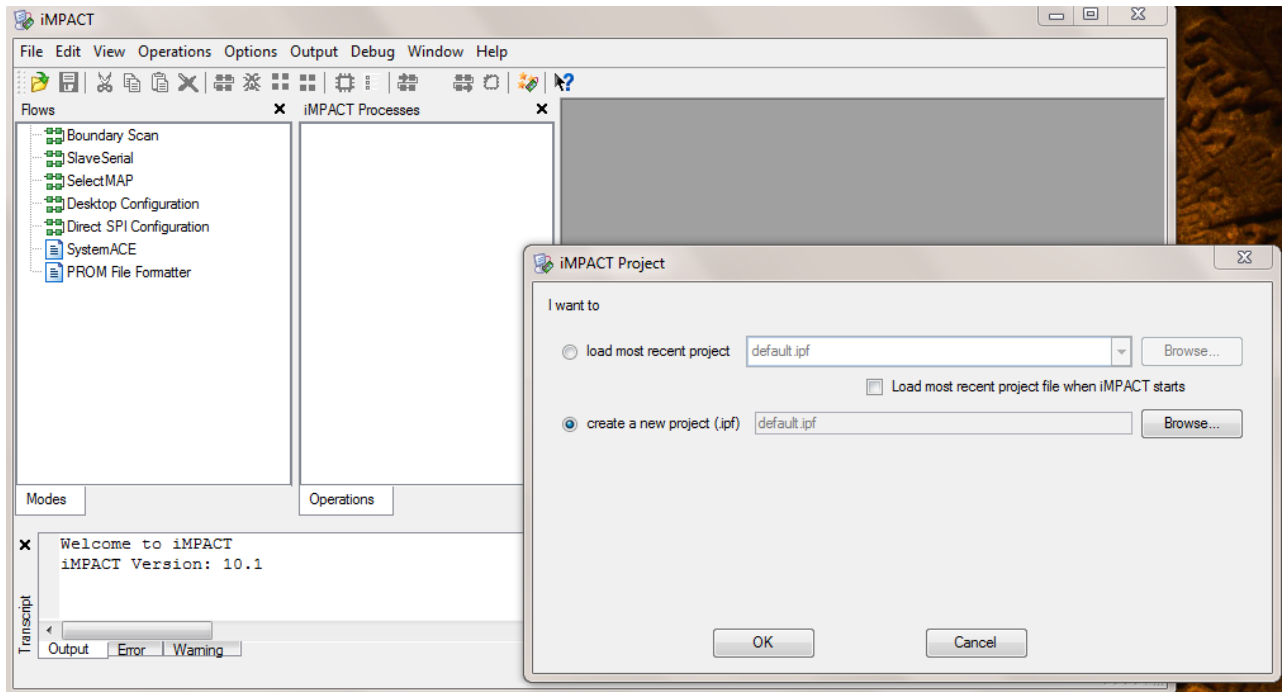 iMPACT
File Edit View Operations Options Output Debug Window Help
Flows
iMPACT Processes
Boundary Scan
SlaveSerial
SelectMAP
Desktop Configuration
Direct SPI Configuration
SystemACE
PROM File Formatter
Modes
Operations
Welcome to iMPACT
iMPACT Version: 10.1
Transcript
Output Error Warning
iMPACT Project
I want to
load most recent project default.ipf Browse...
Load most recent project file when iMPACT starts
create a new project (.ipf) default.ipf Browse...
OK Cancel